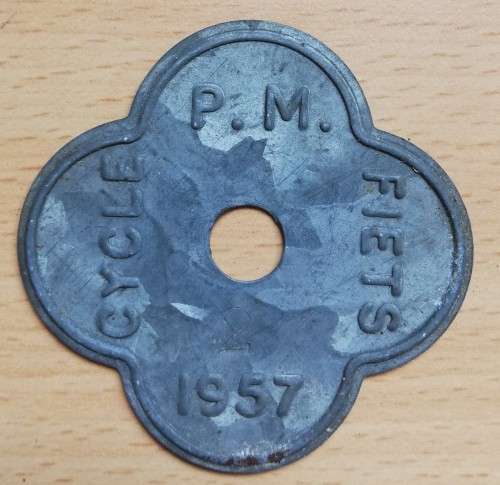 P.M.
CYCLE
FIETS
1957